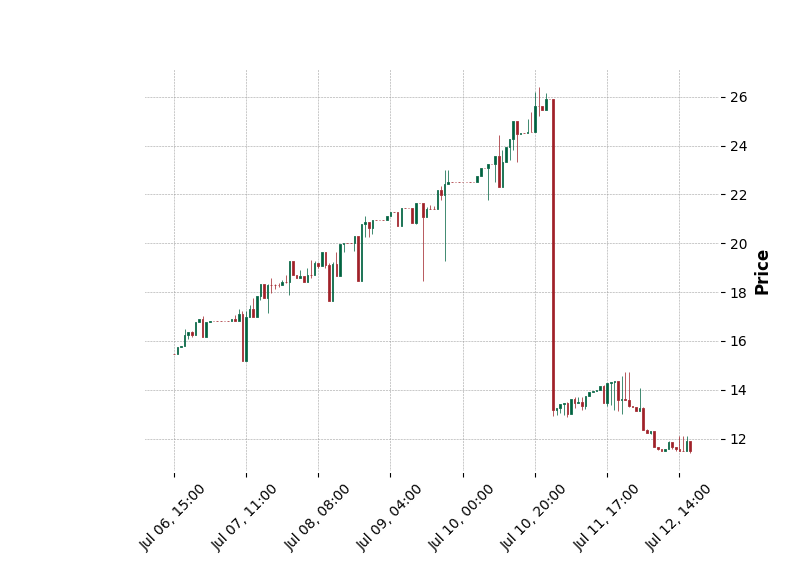 26
24
22
20
18
16
14
12
Price
Jul 06, 15:00
Jul 07, 11:00
Jul 08, 08:00
Jul 09, 04:00
Jul 10, 00:00
Jul 10, 20:00
Jul 11, 17:00
Jul 12, 14:00